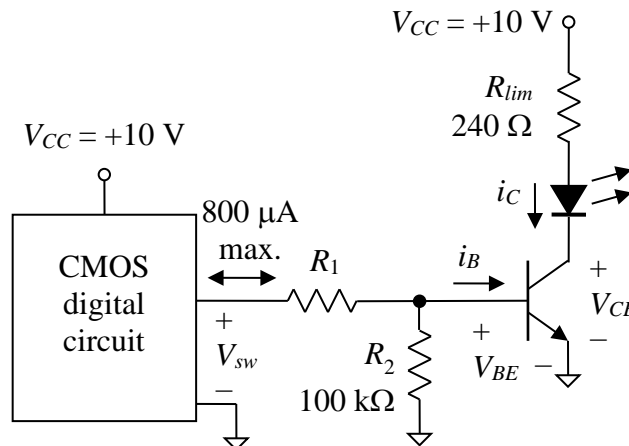 V_CC = +10 V
R_lim
240 Ω
V_CC = +10 V
i_C
800 μA
max.
CMOS
digital
circuit
R_1
i_B
+
V_CE
–
+
V_sw
–
R_2
100 kΩ
+
V_BE –